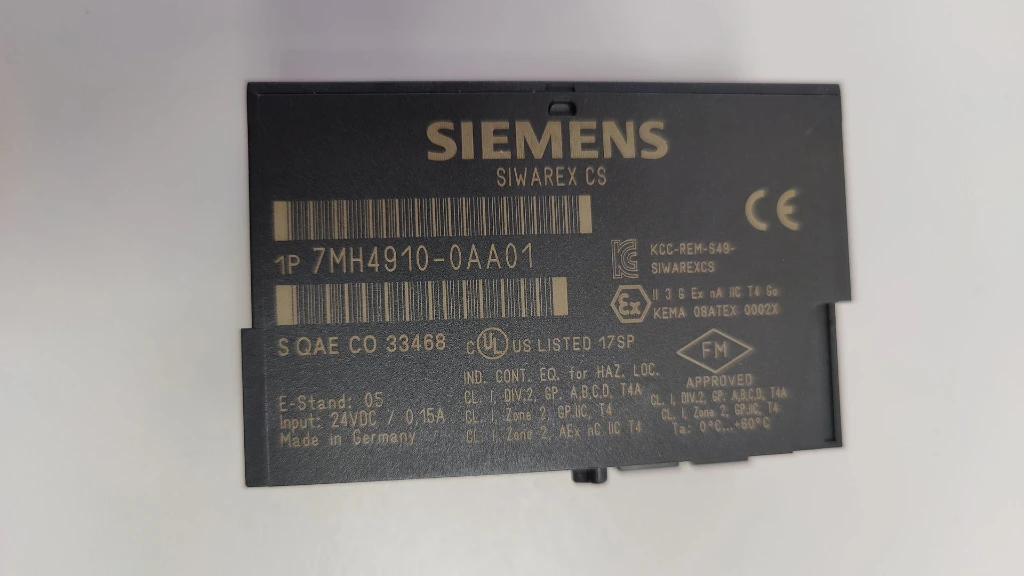 SIEMENS
SIWAREX CS
CE
1P 7MH4910-0AA01
KCC-REM-S49-
SIWAREXCS
Ex
II 3 G Ex nA IIC T4 Gc
KEMA 08ATEX 0002X
S QAE CO 33468
c UL US LISTED 17SP
FM
APPROVED
IND. CONT. EQ. for HAZ. LOC.
CL. I, DIV.2, GP. A,B,C,D, T4A
CL. I, Zone 2, GP.IIC, T4
CL. I, Zone 2, AEx nC IIC T4
CL. I, DIV.2, GP. A,B,C,D, T4A
CL. I, Zone 2, GP.IIC, T4
Ta: 0°C...+60°C
E-Stand: 05
Input: 24VDC / 0,15A
Made in Germany